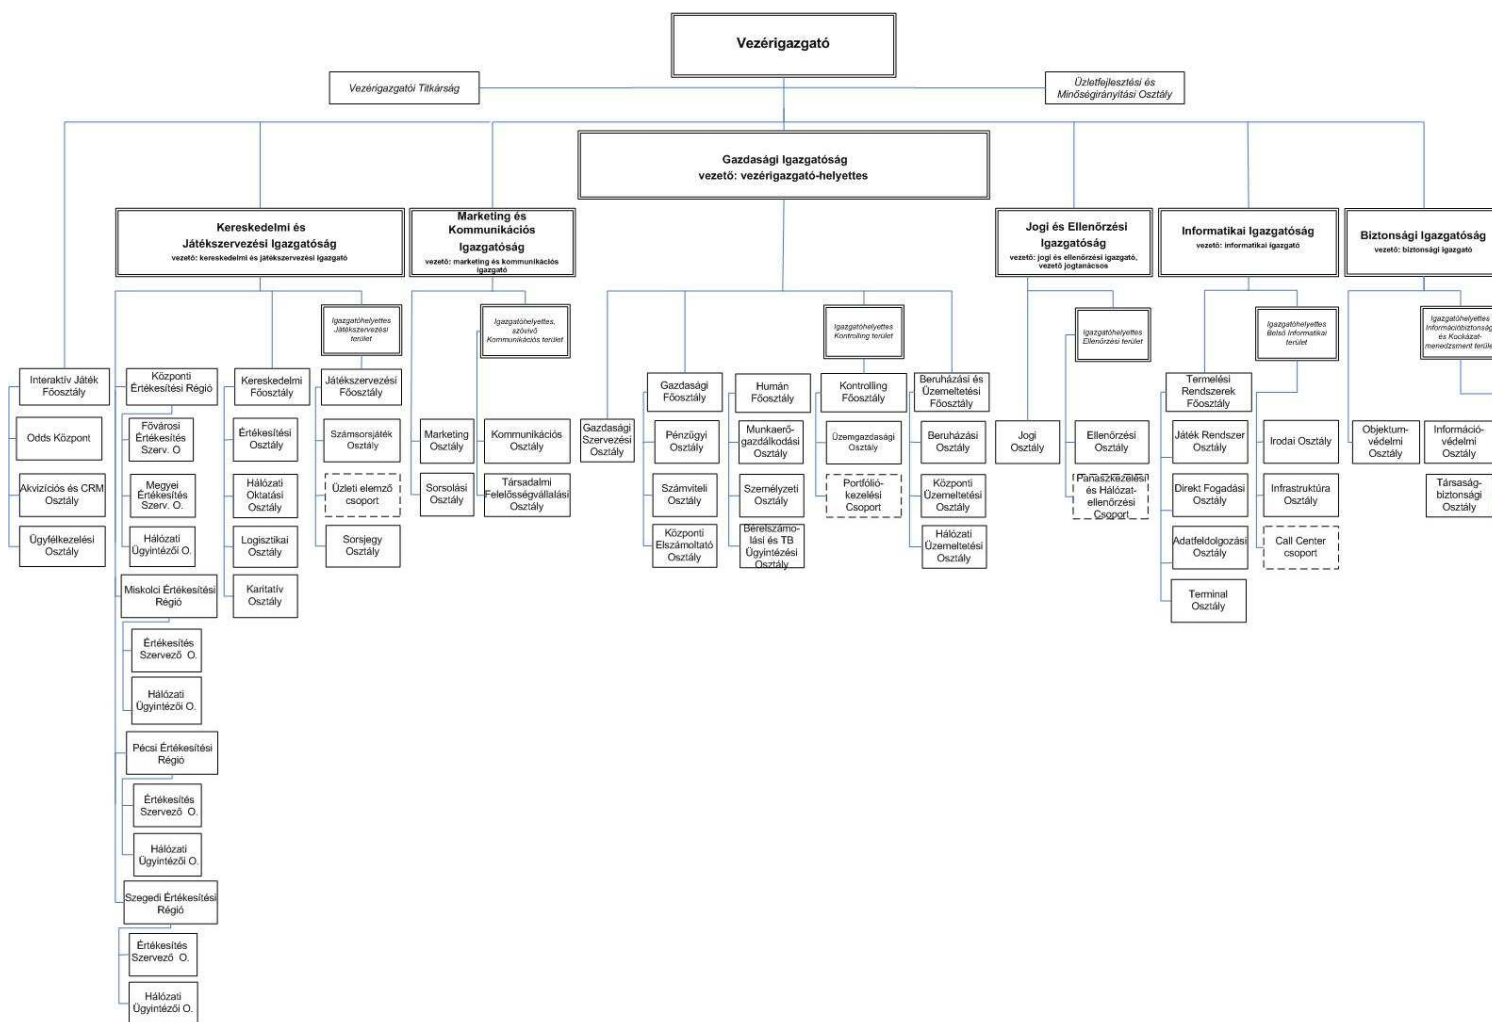 Vezérigazgató
Vezérigazgatói Titkárság
Üzletfejlesztési és
Minőségirányítási Osztály
Gazdasági Igazgatóság
vezető: vezérigazgató-helyettes
Kereskedelmi és
Játékszervezési Igazgatóság
vezető: kereskedelmi és játékszervezési igazgató
Marketing és
Kommunikációs
Igazgatóság
vezető: marketing és kommunikációs
igazgató
Jogi és Ellenőrzési
Igazgatóság
vezető: jogi és ellenőrzési igazgató,
vezető jogtanácsos
Informatikai Igazgatóság
vezető: informatikai igazgató
Biztonsági Igazgatóság
vezető: biztonsági igazgató
Igazgatóhelyettes
Játékszervezési
terület
Igazgatóhelyettes,
szóvivő
Kommunikációs terület
Igazgatóhelyettes
Kontrolling terület
Igazgatóhelyettes
Ellenőrzési terület
Igazgatóhelyettes
Belső Informatikai
terület
Igazgatóhelyettes
Információbiztonság
és Kockázat-
menedzsment terüle
Interaktív Játék
Főosztály
Odds Központ
Akvizíciós és CRM
Osztály
Ügyfélkezelési
Osztály
Központi
Értékesítési Régió
Fővárosi
Értékesítés
Szerv. O
Megyei
Értékesítés
Szerv. O.
Hálózati
Ügyintézői O.
Miskolci Értékesítési
Régió
Értékesítés
Szervező O.
Hálózati
Ügyintézői O.
Pécsi Értékesítési
Régió
Értékesítés
Szervező O.
Hálózati
Ügyintézői O.
Szegedi Értékesítési
Régió
Értékesítés
Szervező O.
Hálózati
Ügyintézői O.
Kereskedelmi
Főosztály
Értékesítési
Osztály
Hálózati
Oktatási
Osztály
Logisztikai
Osztály
Karitatív
Osztály
Játékszervezési
Főosztály
Számsorsjáték
Osztály
Üzleti elemző
csoport
Sorsjegy
Osztály
Marketing
Osztály
Sorsolási
Osztály
Kommunikációs
Osztály
Társadalmi
Felelősségvállalási
Osztály
Gazdasági
Szervezési
Osztály
Gazdasági
Főosztály
Pénzügyi
Osztály
Számviteli
Osztály
Központi
Elszámoltató
Osztály
Humán
Főosztály
Munkaerő-
gazdálkodási
Osztály
Személyzeti
Osztály
Bérelszámo-
lási és TB
Ügyintézési
Osztály
Kontrolling
Főosztály
Üzemgazdasági
Osztály
Portfólió-
kezelési
Csoport
Beruházási és
Üzemeltetési
Főosztály
Beruházási
Osztály
Központi
Üzemeltetési
Osztály
Hálózati
Üzemeltetési
Osztály
Jogi
Osztály
Ellenőrzési
Osztály
Panaszkezelési
és Hálózat-
ellenőrzési
Csoport
Termelési
Rendszerek
Főosztály
Játék Rendszer
Osztály
Direkt Fogadási
Osztály
Adatfeldolgozási
Osztály
Terminal
Osztály
Irodai Osztály
Infrastruktúra
Osztály
Call Center
csoport
Objektum-
védelmi
Osztály
Információ-
védelmi
Osztály
Társaság-
biztonsági
Osztály